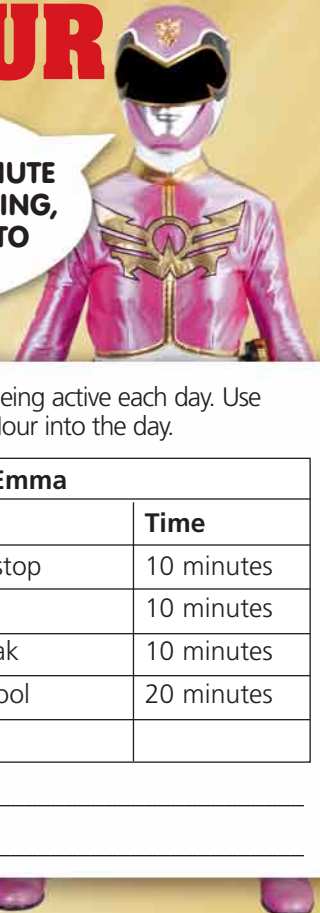 UR
IUTE
ING,
TO
eing active each day. Use
Hour into the day.
Emma
Time
stop 10 minutes
10 minutes
ak 10 minutes
ool 20 minutes